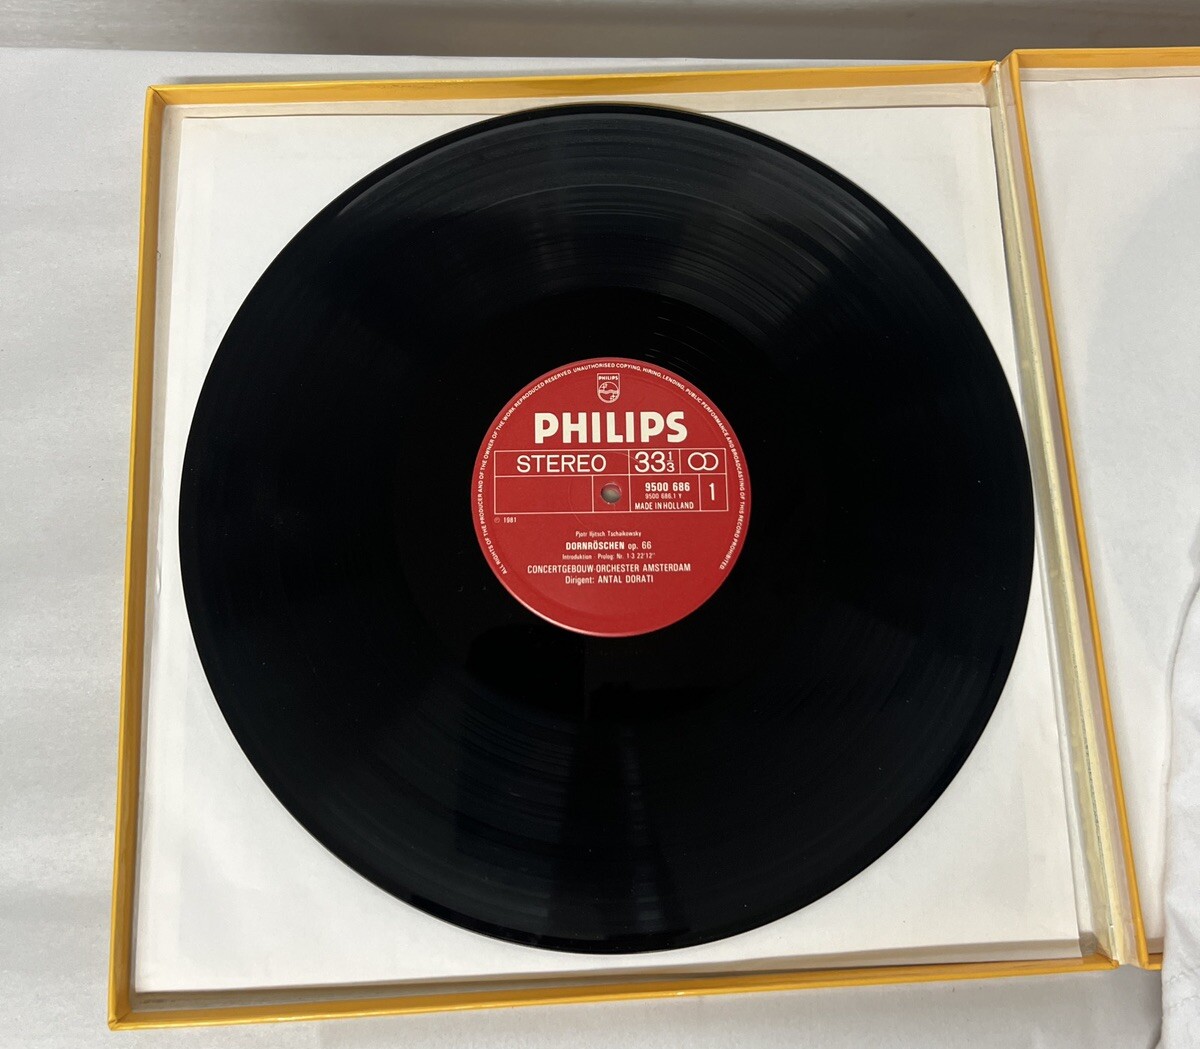 ALL RIGHTS OF THE PRODUCER AND OF THE OWNER OF THE WORK REPRODUCED RESERVED. UNAUTHORISED COPYING, HIRING, LENDING, PUBLIC PERFORMANCE AND BROADCASTING OF THIS RECORD PROHIBITED.
PHILIPS
PHILIPS
STEREO 33 1/3
9500 686
9500 686.1 Y
1
MADE IN HOLLAND
℗ 1981
Pjotr Iljitsch Tschaikowsky
DORNRÖSCHEN op. 66
Introduktion · Prolog: Nr. 1-3 22'12"
CONCERTGEBOUW-ORCHESTER AMSTERDAM
Dirigent: ANTAL DORATI